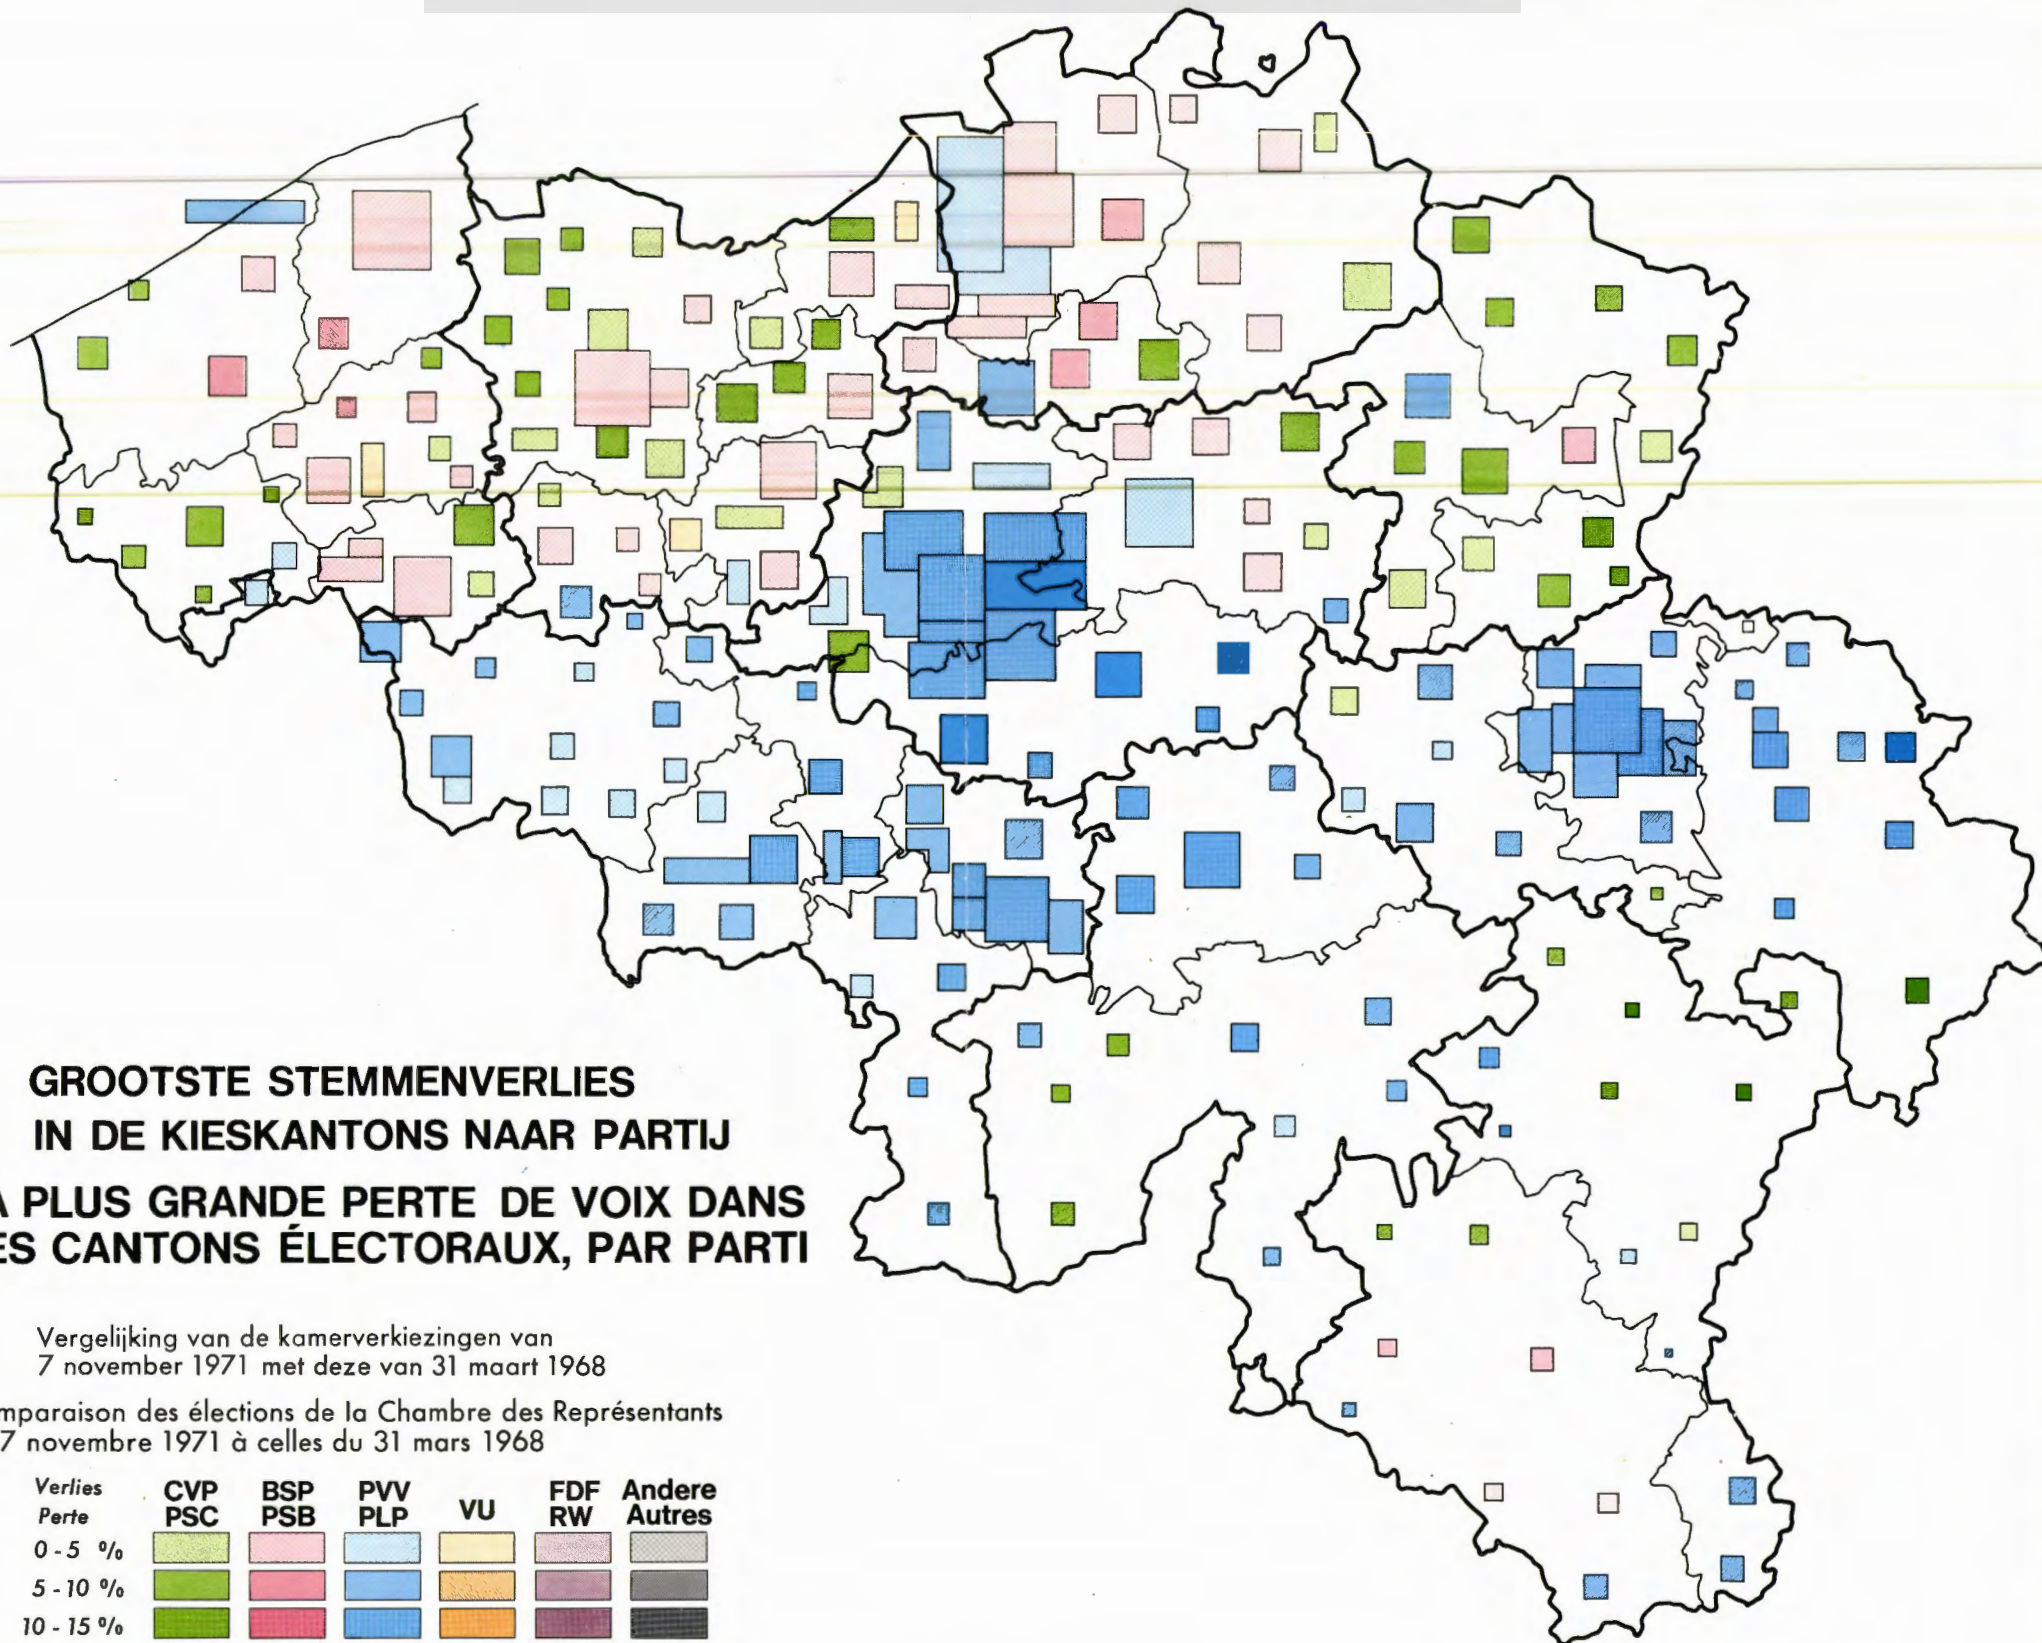 GROOTSTE STEMMENVERLIES
IN DE KIESKANTONS NAAR PARTIJ
A PLUS GRANDE PERTE DE VOIX DANS
ES CANTONS ÉLECTORAUX, PAR PARTI
Vergelijking van de kamerverkiezingen van
7 november 1971 met deze van 31 maart 1968
mparaison des élections de la Chambre des Représentants
7 novembre 1971 à celles du 31 mars 1968
Verlies CVP BSP PVV VU FDF Andere
Perte PSC PSB PLP RW Autres
0-5 %
5-10 %
10-15 %